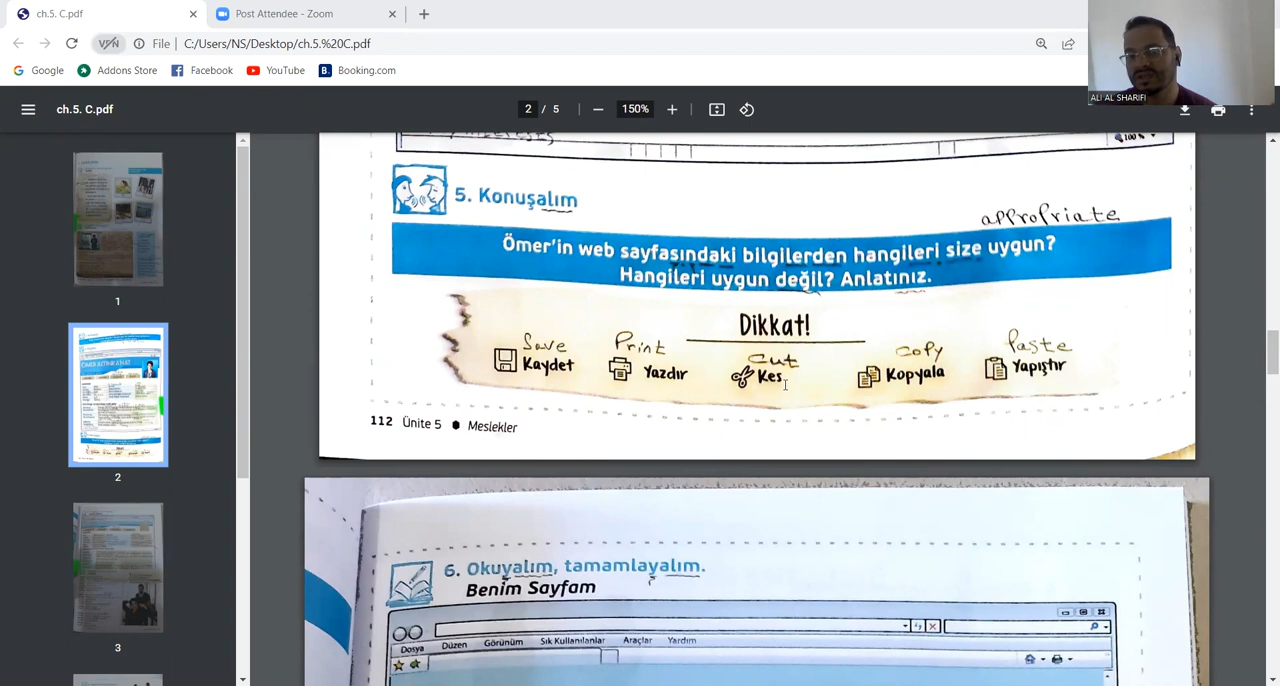 ch.5. C.pdf
Post Attendee - Zoom
VPN
File
C:/Users/NS/Desktop/ch.5.%20C.pdf
Google
Addons Store
Facebook
YouTube
Booking.com
ALI AL SHARIFI
ch.5. C.pdf
2 / 5
150%
100 %
5. Konuşalım
appropriate
Ömer'in web sayfasındaki bilgilerden hangileri size uygun?
Hangileri uygun değil? Anlatınız.
Dikkat!
Save Print Cut Copy Paste
Kaydet Yazdır Kes Kopyala Yapıştır
112 Ünite 5 ● Meslekler
6. Okuyalım, tamamlayalım.
Benim Sayfam
Dosya Düzen Görünüm Sık Kullanılanlar Araçlar Yardım
1
2
3